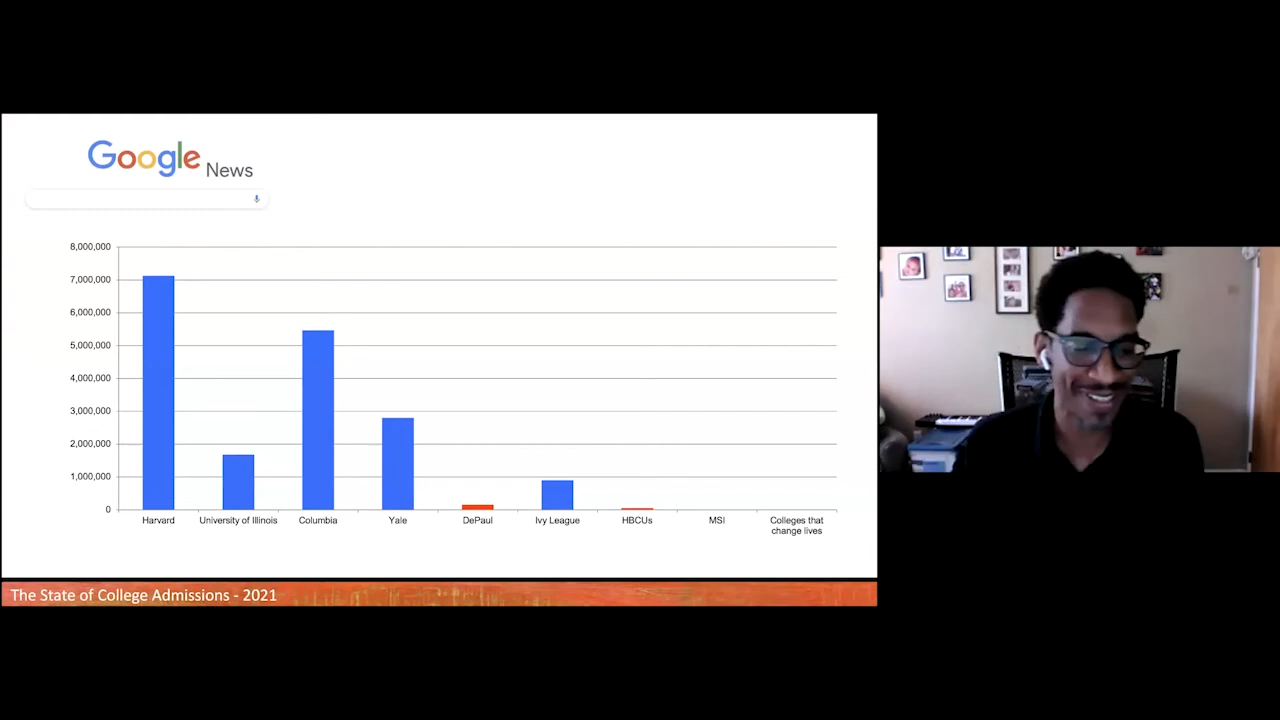 Google News
8,000,000
7,000,000
6,000,000
5,000,000
4,000,000
3,000,000
2,000,000
1,000,000
0
Harvard
University of Illinois
Columbia
Yale
DePaul
Ivy League
HBCUs
MSI
Colleges that
change lives
The State of College Admissions - 2021